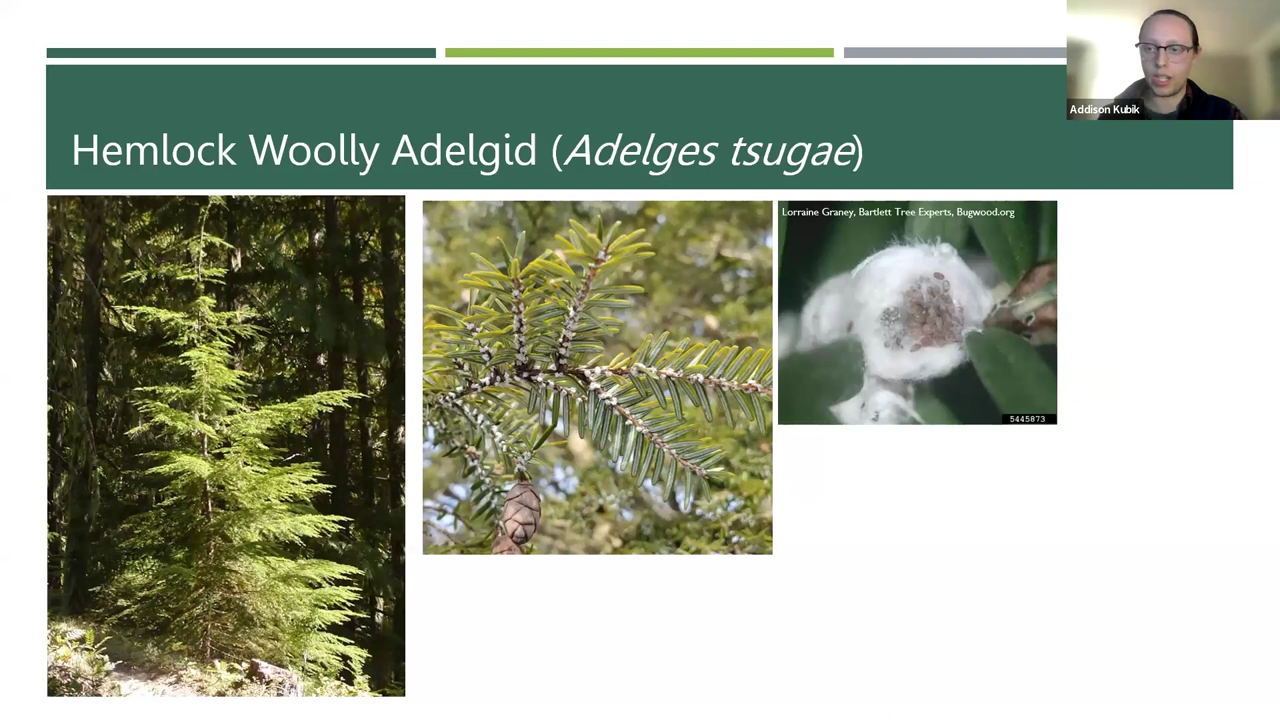 Addison Kubik
Hemlock Woolly Adelgid (Adelges tsugae)
Lorraine Graney, Bartlett Tree Experts, Bugwood.org
5445873